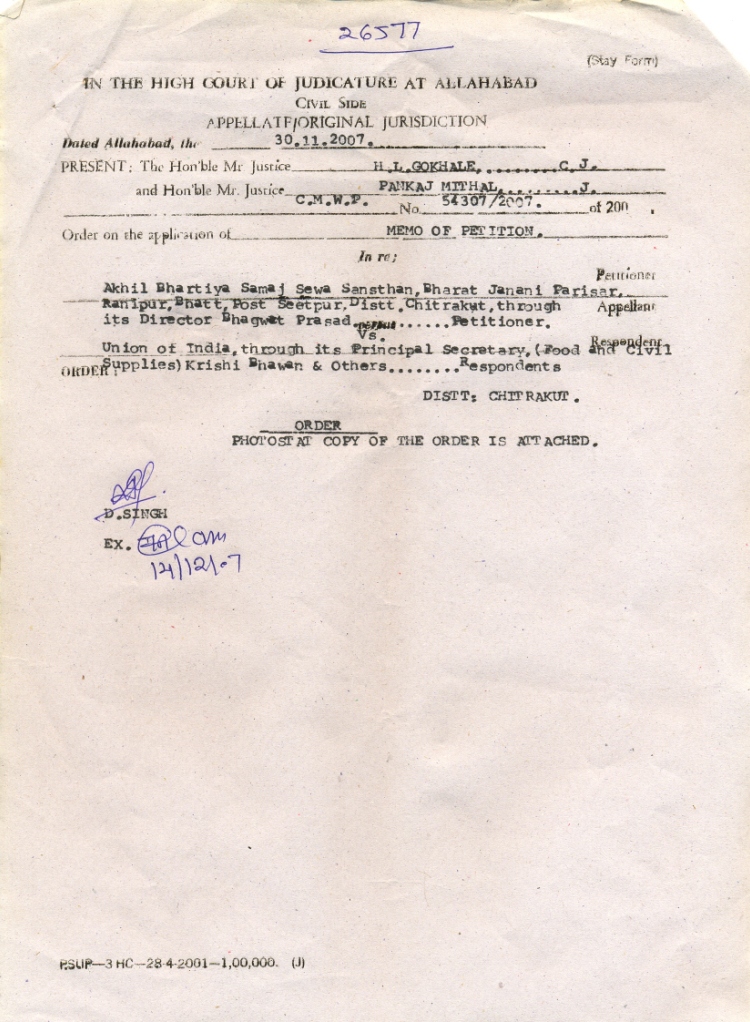 26577
(Stay Form)
IN THE HIGH COURT OF JUDICATURE AT ALLAHABAD
CIVIL SIDE
APPELLATE/ORIGINAL JURISDICTION
Dated Allahabad, the 30.11.2007.
PRESENT: The Hon'ble Mr Justice H.L.GOKHALE,........C.J.
and Hon'ble Mr. Justice PANKAJ MITHAL,........J.
C.M.W.P. No. 54307/2007. of 200 .
Order on the application of MEMO OF PETITION.
In re;
Petitioner
Akhil Bhartiya Samaj Sewa Sansthan,Bharat Janani Parisar,
Ranipur,Bhatt,Post Seetpur,Distt.Chitrakut,through Appellant
its Director Bhagwat Prasad ......Petitioner.
Vs.
Respondent
Union of India,through its Principal Secretary,(Food and Civil
ORDER: Supplies)Krishi Bhawan & Others........Respondents
DISTT: CHITRAKUT.
ORDER
PHOTOSTAT COPY OF THE ORDER IS ATTACHED.
D.SINGH
EX.
14/12/07
PSUP—3 HC—28-4-2001—1,00,000. (J)